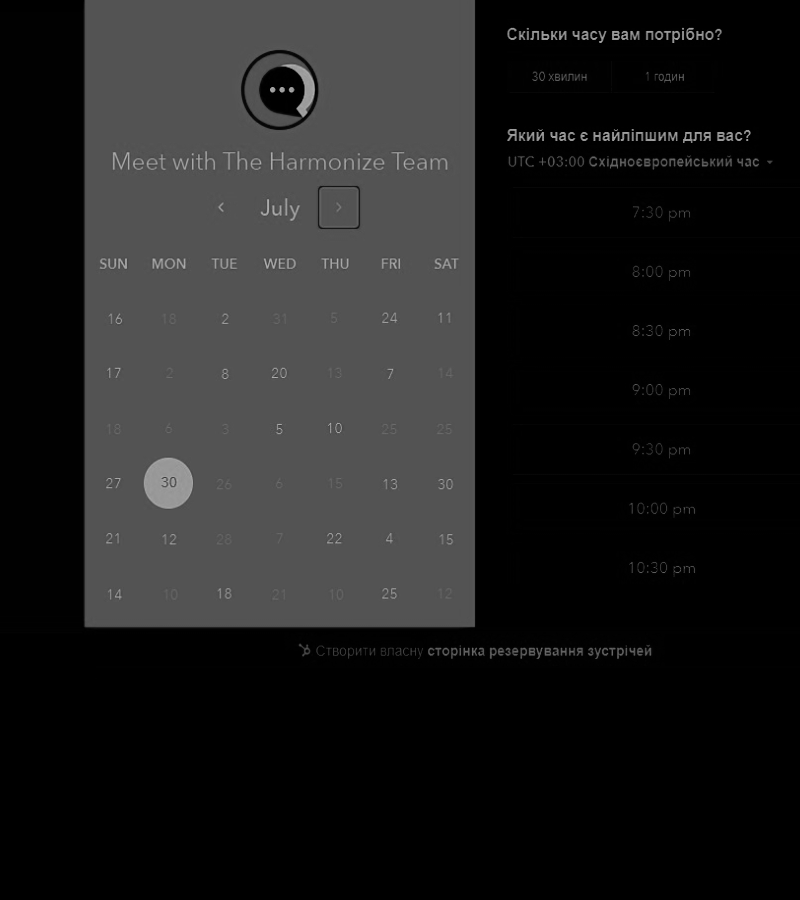 Meet with The Harmonize Team
July
SUN MON TUE WED THU FRI SAT
16 18 2 31 5 24 11
17 2 8 20 13 7 14
18 6 3 5 10 25 25
27 30 26 6 15 13 30
21 12 28 7 22 4 15
14 10 18 21 10 25 12
Скільки часу вам потрібно?
30 хвилин 1 годин
Який час є найліпшим для вас?
UTC +03:00 Східноєвропейський час
7:30 pm
8:00 pm
8:30 pm
9:00 pm
9:30 pm
10:00 pm
10:30 pm
Створити власну сторінка резервування зустрічей